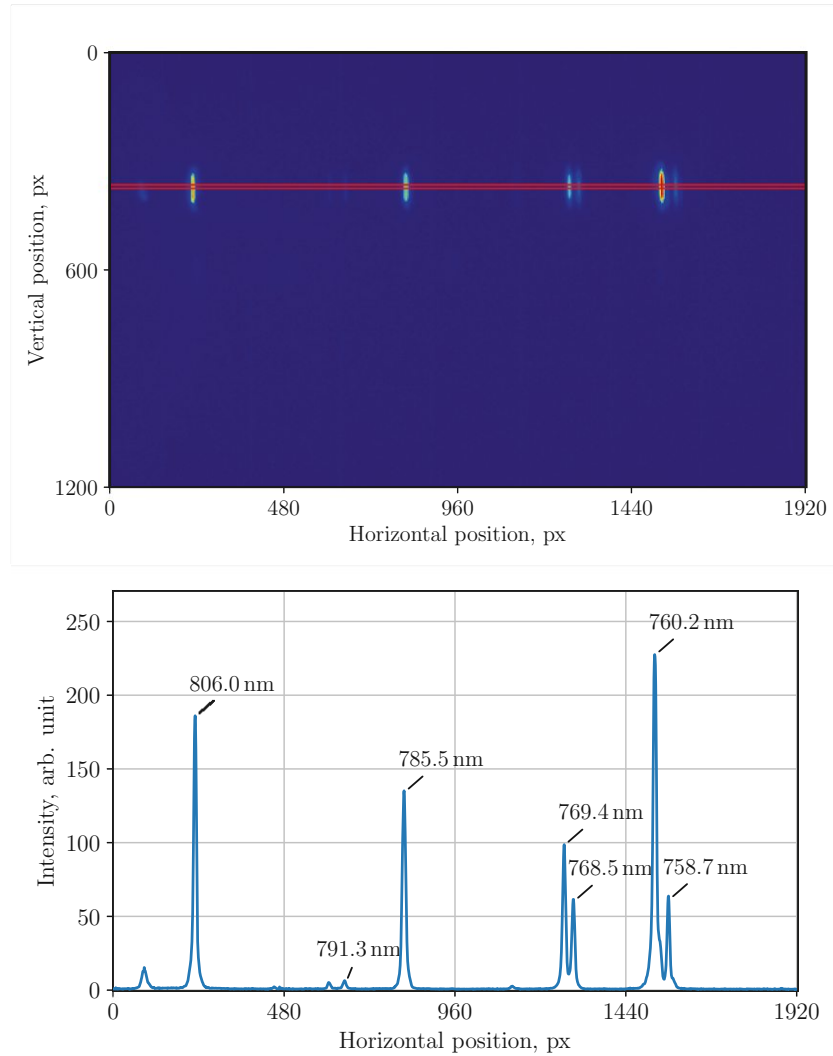 0
600
1200
Vertical position, px
0 480 960 1440 1920
Horizontal position, px
250
200
150
100
50
0
Intensity, arb. unit
760.2 nm
806.0 nm
785.5 nm
769.4 nm
768.5 nm
758.7 nm
791.3 nm
0 480 960 1440 1920
Horizontal position, px